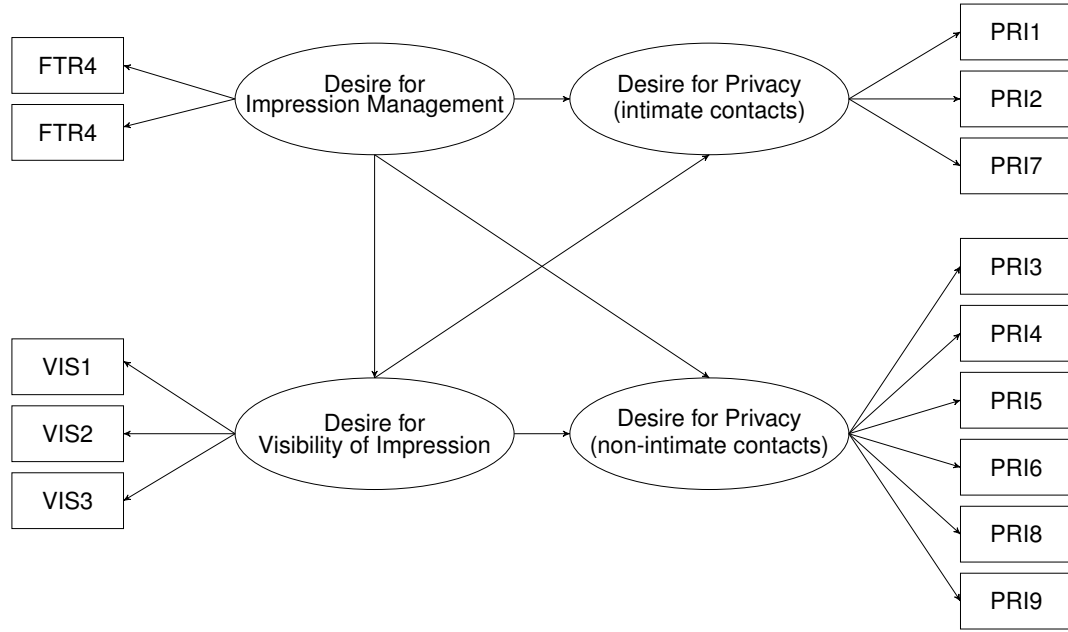 FTR4
FTR4
Desire for
Impression Management
Desire for Privacy
(intimate contacts)
PRI1
PRI2
PRI7
VIS1
VIS2
VIS3
Desire for
Visibility of Impression
Desire for Privacy
(non-intimate contacts)
PRI3
PRI4
PRI5
PRI6
PRI8
PRI9